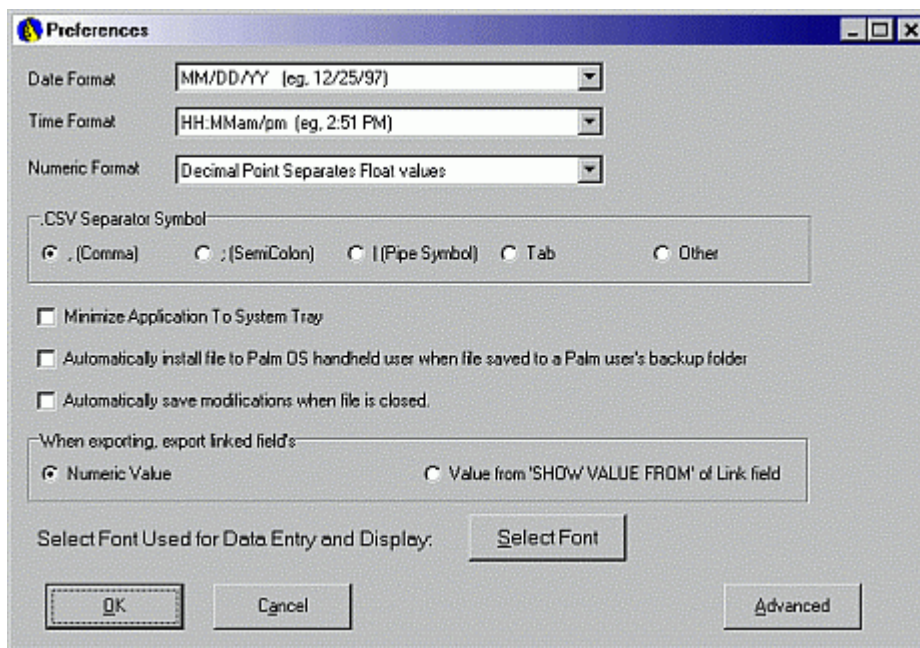 Preferences
Date Format MM/DD/YY (eg, 12/25/97)
Time Format HH:MMam/pm (eg, 2:51 PM)
Numeric Format Decimal Point Separates Float values
.CSV Separator Symbol
, (Comma) ; (SemiColon) | (Pipe Symbol) Tab Other
Minimize Application To System Tray
Automatically install file to Palm OS handheld user when file saved to a Palm user's backup folder
Automatically save modifications when file is closed.
When exporting, export linked field's
Numeric Value Value from 'SHOW VALUE FROM' of Link field
Select Font Used for Data Entry and Display: Select Font
OK Cancel Advanced